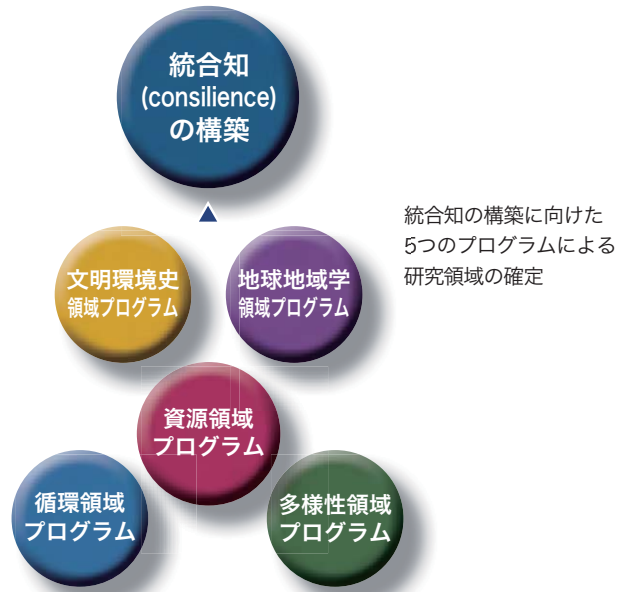 統合知
(consilience)
の構築
統合知の構築に向けた
5つのプログラムによる
研究領域の確定
文明環境史
領域プログラム
地球地域学
領域プログラム
資源領域
プログラム
循環領域
プログラム
多様性領域
プログラム